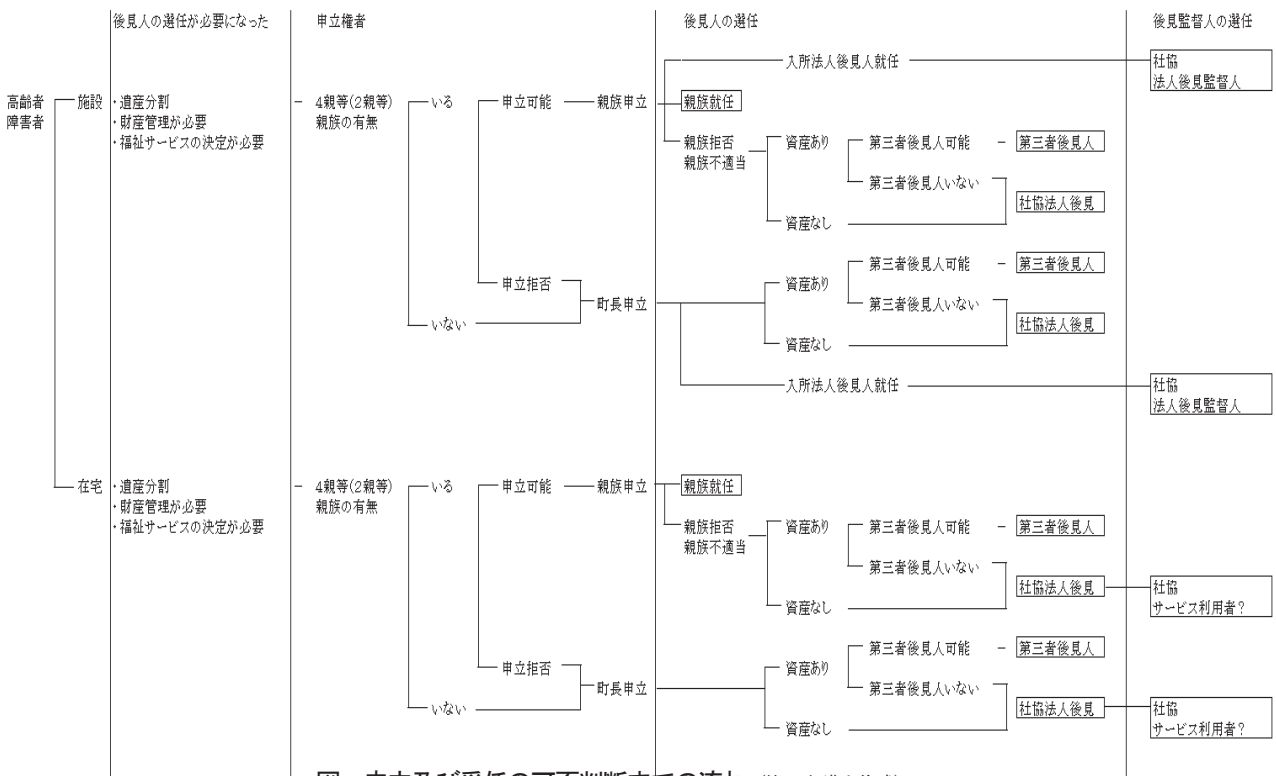 後見人の選任が必要になった
申立権者
後見人の選任
後見監督人の選任
高齢者
障害者
施設
・遺産分割
・財産管理が必要
・福祉サービスの決定が必要
4親等(2親等)
親族の有無
いる
申立可能
親族申立
入所法人後見人就任
社協
法人後見監督人
親族就任
親族拒否
親族不適当
資産あり
第三者後見人可能
第三者後見人
第三者後見人いない
社協法人後見
資産なし
申立拒否
いない
町長申立
資産あり
第三者後見人可能
第三者後見人
第三者後見人いない
社協法人後見
資産なし
入所法人後見人就任
社協
法人後見監督人
在宅
・遺産分割
・財産管理が必要
・福祉サービスの決定が必要
4親等(2親等)
親族の有無
いる
申立可能
親族申立
親族就任
親族拒否
親族不適当
資産あり
第三者後見人可能
第三者後見人
第三者後見人いない
社協法人後見
社協
サービス利用者?
資産なし
申立拒否
いない
町長申立
資産あり
第三者後見人可能
第三者後見人
第三者後見人いない
社協法人後見
社協
サービス利用者?
資産なし